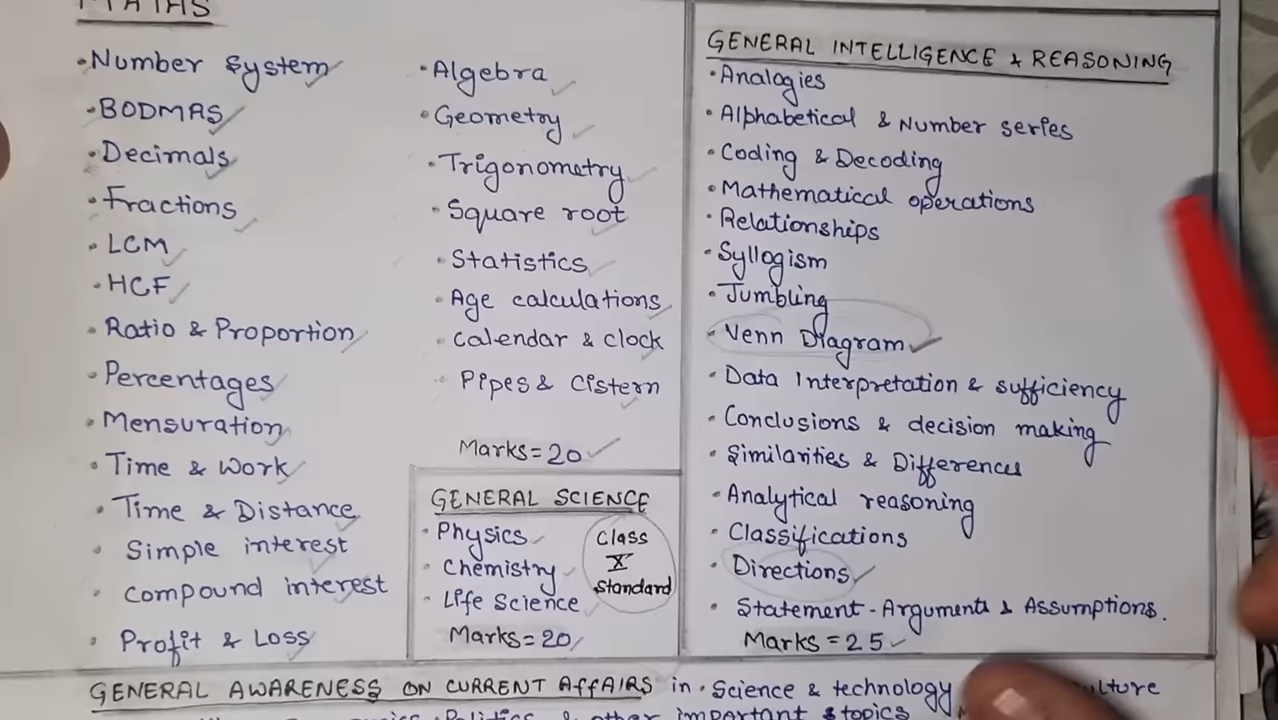 MATHS
• Number System
• BODMAS
• Decimals
• Fractions
• LCM
• HCF
• Ratio & Proportion
• Percentages
• Mensuration
• Time & Work
• Time & Distance
• Simple interest
• Compound interest
• Profit & Loss
• Algebra
• Geometry
• Trigonometry
• Square root
• Statistics
• Age calculations
• Calendar & clock
• Pipes & Cistern
Marks = 20
GENERAL SCIENCE
• Physics
• Chemistry
• Life Science
Marks = 20
Class
X
Standard
GENERAL INTELLIGENCE & REASONING
• Analogies
• Alphabetical & Number series
• Coding & Decoding
• Mathematical operations
• Relationships
• Syllogism
• Jumbling
• Venn Diagram
• Data Interpretation & sufficiency
• Conclusions & decision making
• Similarities & Differences
• Analytical reasoning
• Classifications
• Directions
• Statement - Arguments & Assumptions.
Marks = 25
GENERAL AWARENESS ON CURRENT AFFAIRS in • Science & technology
Politics & other important topics